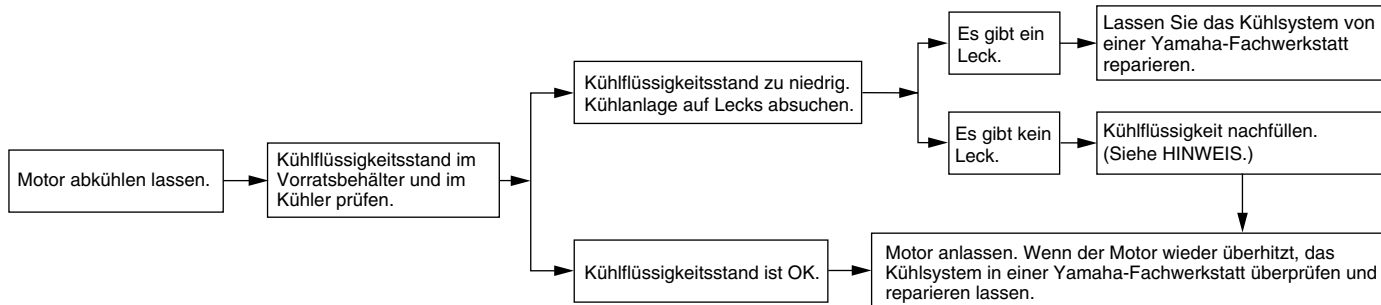 Motor abkühlen lassen.
Kühlflüssigkeitsstand im
Vorratsbehälter und im
Kühler prüfen.
Kühlflüssigkeitsstand zu niedrig.
Kühlanlage auf Lecks absuchen.
Es gibt ein
Leck.
Lassen Sie das Kühlsystem von
einer Yamaha-Fachwerkstatt
reparieren.
Es gibt kein
Leck.
Kühlflüssigkeit nachfüllen.
(Siehe HINWEIS.)
Kühlflüssigkeitsstand ist OK.
Motor anlassen. Wenn der Motor wieder überhitzt, das
Kühlsystem in einer Yamaha-Fachwerkstatt überprüfen und
reparieren lassen.